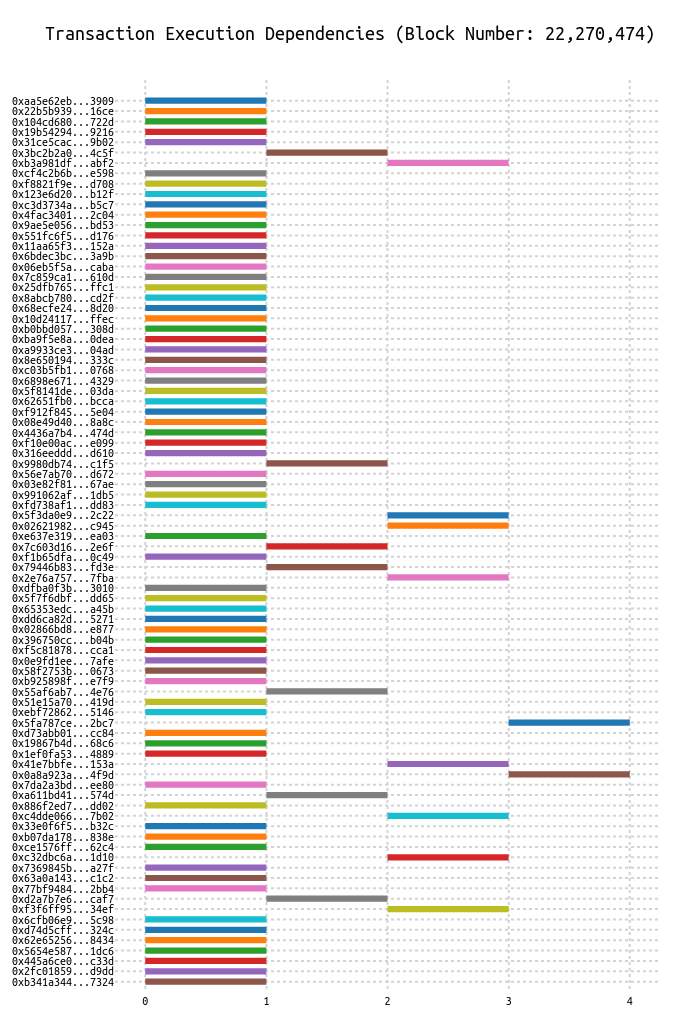 Transaction Execution Dependencies (Block Number: 22,270,474)
0xaa5e62eb...3909
0x22b5b939...16ce
0x104cd680...722d
0x19b54294...9216
0x31ce5cac...9b02
0x3bc2b2a0...4c5f
0xb3a981df...abf2
0xcf4c2b6b...e598
0xf8821f9e...d708
0x123e6d20...b12f
0xc3d3734a...b5c7
0x4fac3401...2c04
0x9ae5e056...bd53
0x551fc6f5...d176
0x11aa65f3...152a
0x6bdec3bc...3a9b
0x06eb5f5a...caba
0x7c859ca1...610d
0x25dfb765...ffc1
0x8abcb780...cd2f
0x68ecfe24...8d20
0x10d24117...ffec
0xb0bbd057...308d
0xba9f5e8a...0dea
0xa9933ce3...04ad
0x8e650194...333c
0xc03b5fb1...0768
0x6898e671...4329
0x5f8141de...03da
0x62651fb0...bcca
0xf912f845...5e04
0x08e49d40...8a8c
0x4436a7b4...474d
0xf10e00ac...e099
0x316eeddd...d610
0x9980db74...c1f5
0x56e7ab70...d672
0x03e82f81...67ae
0x991062af...1db5
0xfd738af1...dd83
0x5f3da0e9...2c22
0x02621982...c945
0xe637e319...ea03
0x7c603d16...2e6f
0xf1b65dfa...0c49
0x79446b83...fd3e
0x2e76a757...7fba
0xdfba0f3b...3010
0x5f7f6dbf...dd65
0x65353edc...a45b
0xdd6ca82d...5271
0x02866bd8...e877
0x396750cc...b04b
0xf5c81878...cca1
0x0e9fd1ee...7afe
0x58f2753b...0673
0xb925898f...e7f9
0x55af6ab7...4e76
0x51e15a70...419d
0xebf72862...5146
0x5fa787ce...2bc7
0xd73abb01...cc84
0x19867b4d...68c6
0x1ef0fa53...4889
0x41e7bbfe...153a
0x0a8a923a...4f9d
0x7da2a3bd...ee80
0xa611bd41...574d
0x886f2ed7...dd02
0xc4dde066...7b02
0x33e0f6f5...b32c
0xb07da178...838e
0xce1576ff...62c4
0xc32dbc6a...1d10
0x7369845b...a27f
0x63a0a143...c1c2
0x77bf9484...2bb4
0xd2a7b7e6...caf7
0xf3f6ff95...34ef
0x6cfb06e9...5c98
0xd74d5cff...324c
0x62e65256...8434
0x5654e587...1dc6
0x445a6ce0...c33d
0x2fc01859...d9dd
0xb341a344...7324
0 1 2 3 4